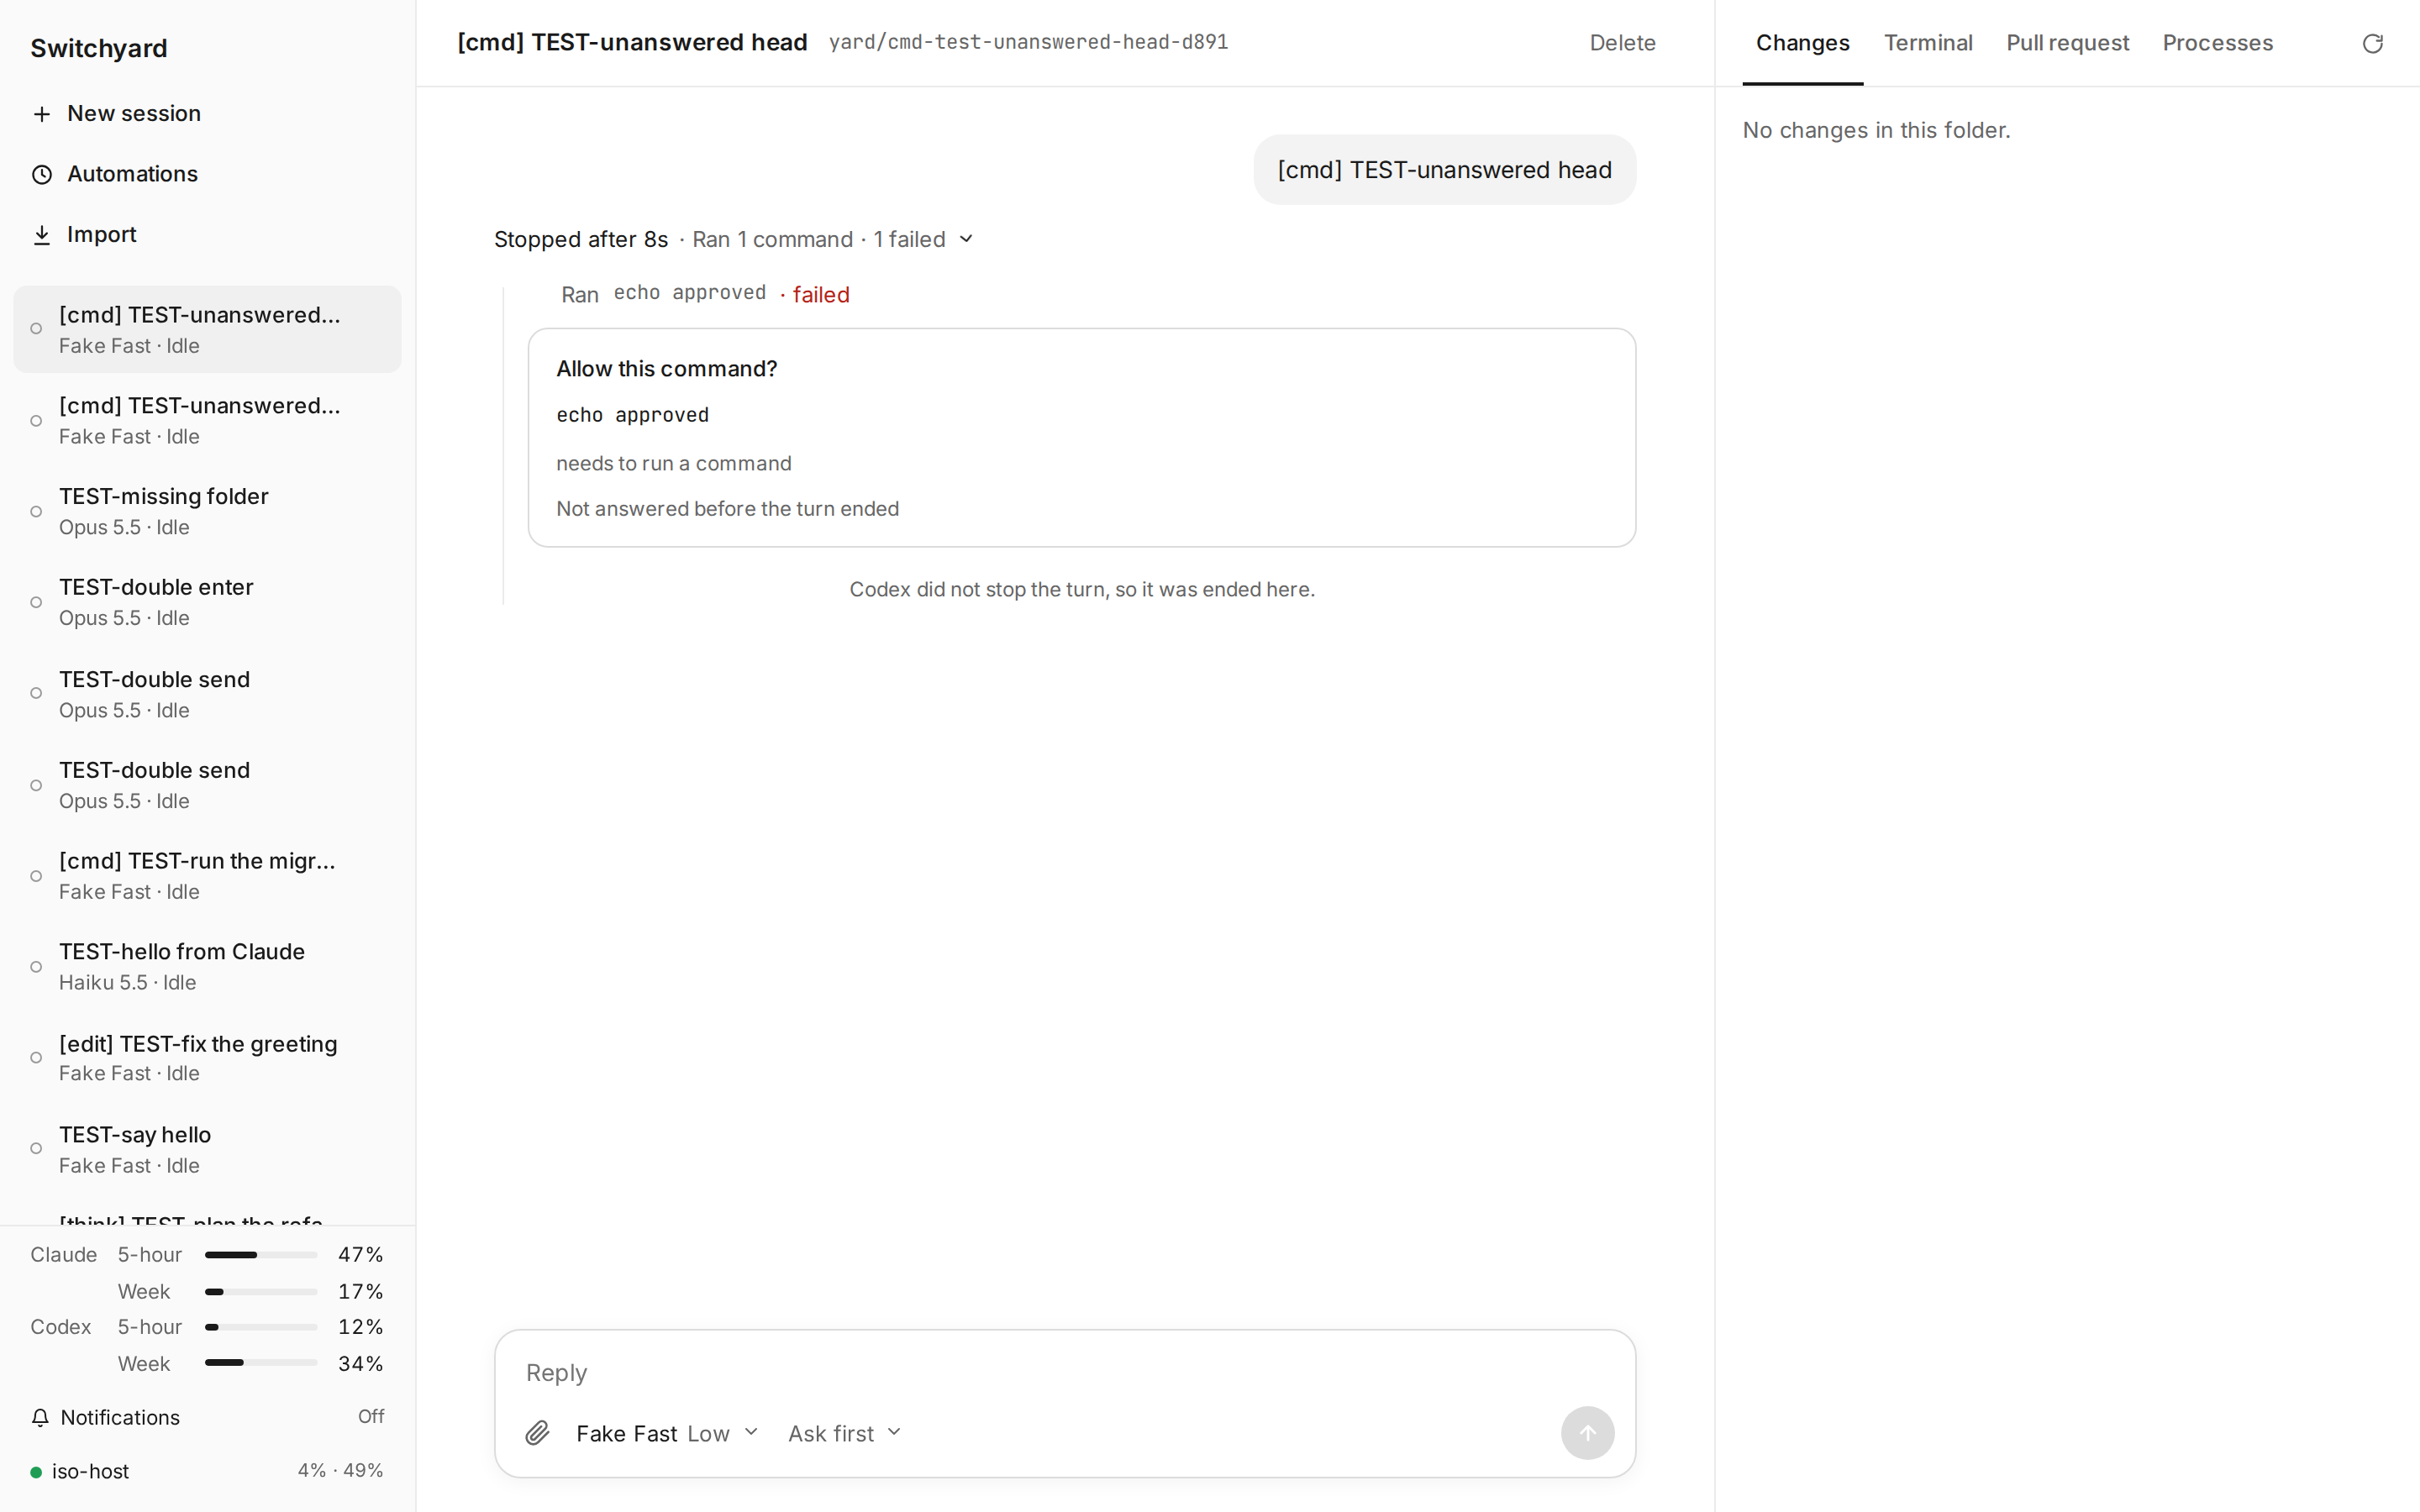 Switchyard
New session
Automations
Import
[cmd] TEST-unanswered...
Fake Fast · Idle
[cmd] TEST-unanswered...
Fake Fast · Idle
TEST-missing folder
Opus 5.5 · Idle
TEST-double enter
Opus 5.5 · Idle
TEST-double send
Opus 5.5 · Idle
TEST-double send
Opus 5.5 · Idle
[cmd] TEST-run the migr...
Fake Fast · Idle
TEST-hello from Claude
Haiku 5.5 · Idle
[edit] TEST-fix the greeting
Fake Fast · Idle
TEST-say hello
Fake Fast · Idle
[think] TEST-plan the refa...
Claude 5-hour 47%
Week 17%
Codex 5-hour 12%
Week 34%
Notifications Off
iso-host 4% · 49%
[cmd] TEST-unanswered head yard/cmd-test-unanswered-head-d891 Delete
[cmd] TEST-unanswered head
Stopped after 8s · Ran 1 command · 1 failed
Ran echo approved · failed
Allow this command?
echo approved
needs to run a command
Not answered before the turn ended
Codex did not stop the turn, so it was ended here.
Reply
Fake Fast Low Ask first
Changes Terminal Pull request Processes
No changes in this folder.